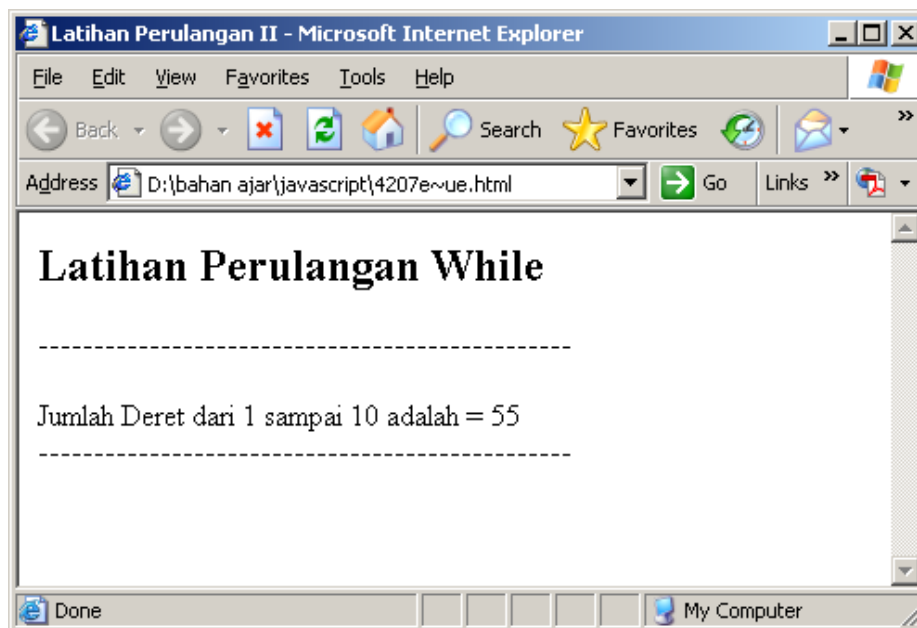 Latihan Perulangan II - Microsoft Internet Explorer
File Edit View Favorites Tools Help
Back Search Favorites »
Address D:\bahan ajar\javascript\4207e~ue.html Go Links »
Latihan Perulangan While
------------------------------------------------
Jumlah Deret dari 1 sampai 10 adalah = 55
------------------------------------------------
Done My Computer